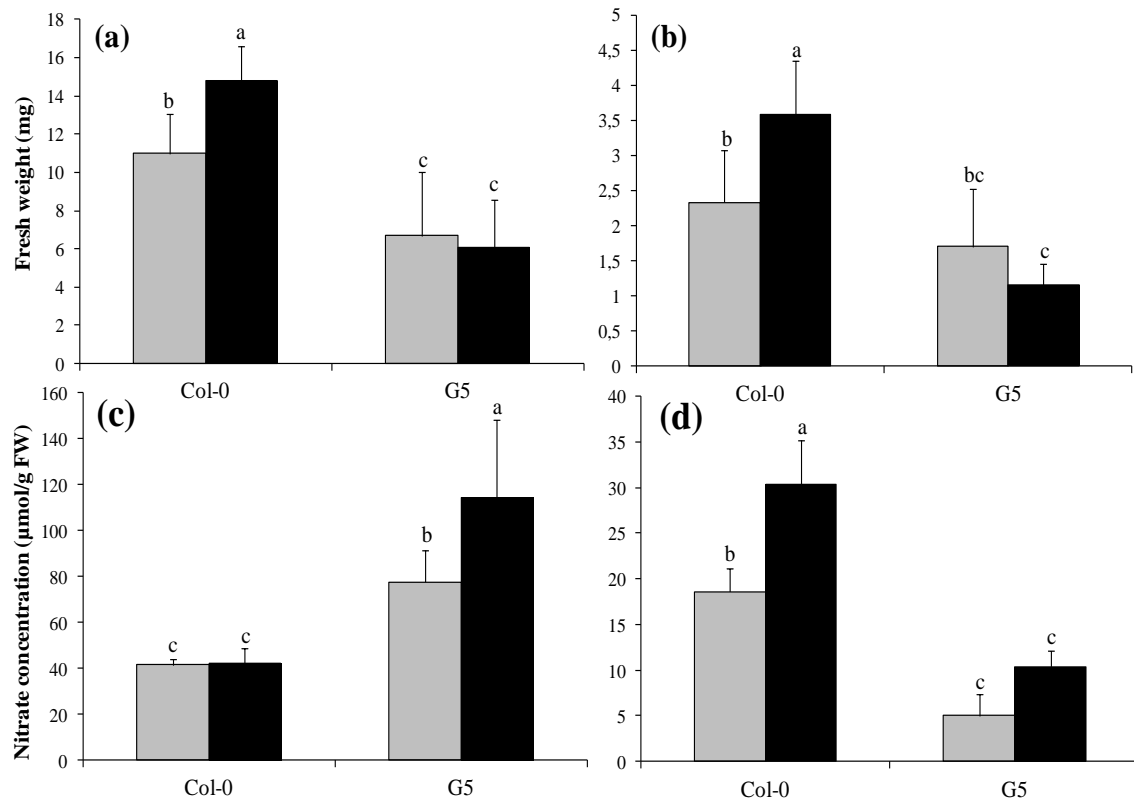 (a)
Fresh weight (mg)
18
16
14
12
10
8
6
4
2
0
b
a
c
c
Col-0
G5
(b)
5
4,5
4
3,5
3
2,5
2
1,5
1
0,5
0
b
a
bc
c
Col-0
G5
(c)
Nitrate concentration (µmol/g FW)
160
140
120
100
80
60
40
20
0
c
c
b
a
Col-0
G5
(d)
40
35
30
25
20
15
10
5
0
b
a
c
c
Col-0
G5